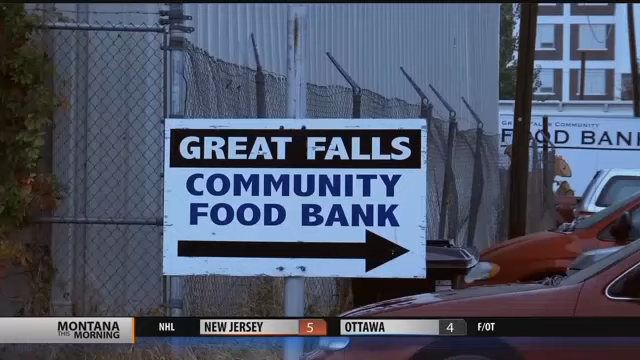 GREAT FALLS
COMMUNITY
FOOD BANK
FOOD BANK
MONTANA
THIS MORNING
NHL NEW JERSEY 5 OTTAWA 4 F/OT